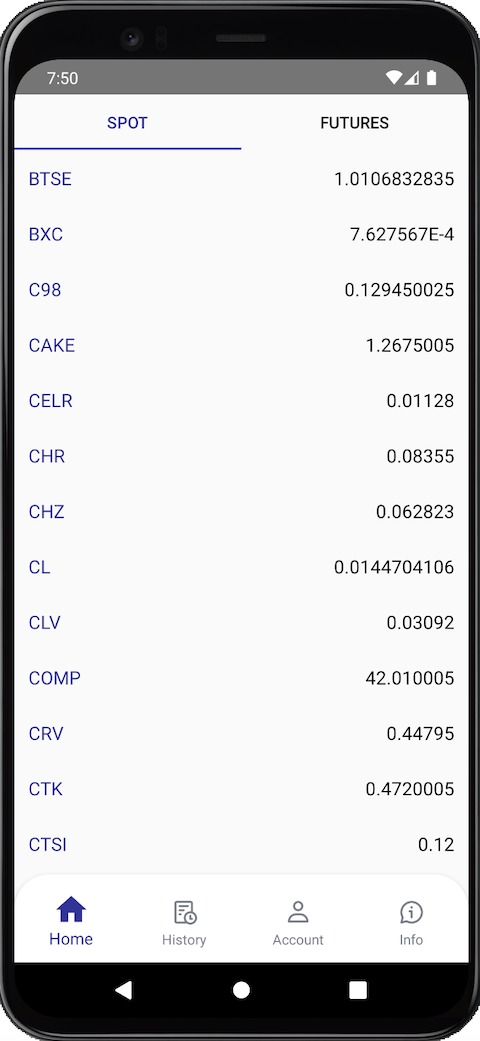 7:50
SPOT FUTURES
BTSE 1.0106832835
BXC 7.627567E-4
C98 0.129450025
CAKE 1.2675005
CELR 0.01128
CHR 0.08355
CHZ 0.062823
CL 0.0144704106
CLV 0.03092
COMP 42.010005
CRV 0.44795
CTK 0.4720005
CTSI 0.12
Home History Account Info